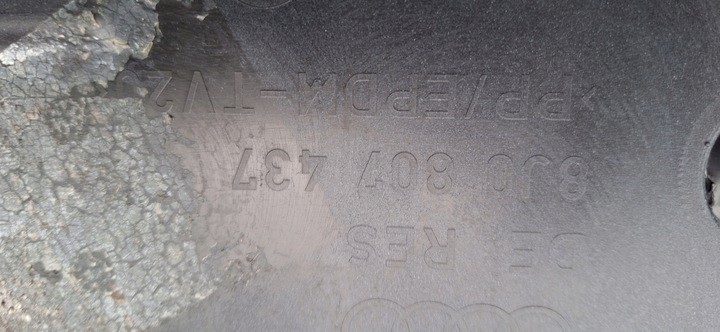 DE RES
8J0 807 437
>PP/EPDM-TV2